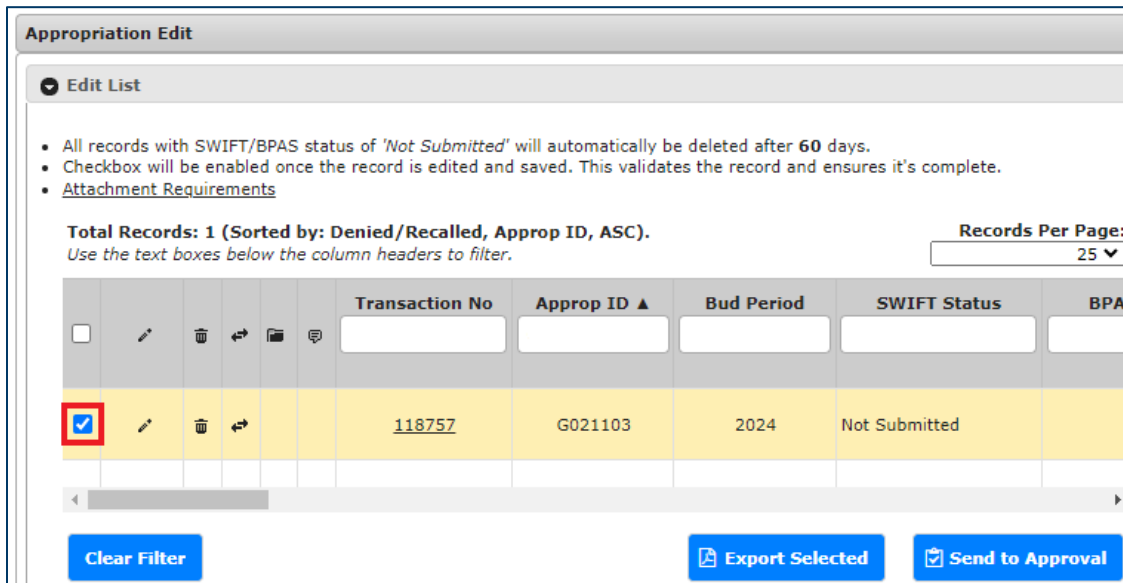 Appropriation Edit
Edit List
• All records with SWIFT/BPAS status of 'Not Submitted' will automatically be deleted after 60 days.
• Checkbox will be enabled once the record is edited and saved. This validates the record and ensures it's complete.
• Attachment Requirements
Total Records: 1 (Sorted by: Denied/Recalled, Approp ID, ASC). Records Per Page:
Use the text boxes below the column headers to filter. 25
Transaction No Approp ID ▲ Bud Period SWIFT Status BPA
118757 G021103 2024 Not Submitted
Clear Filter Export Selected Send to Approval